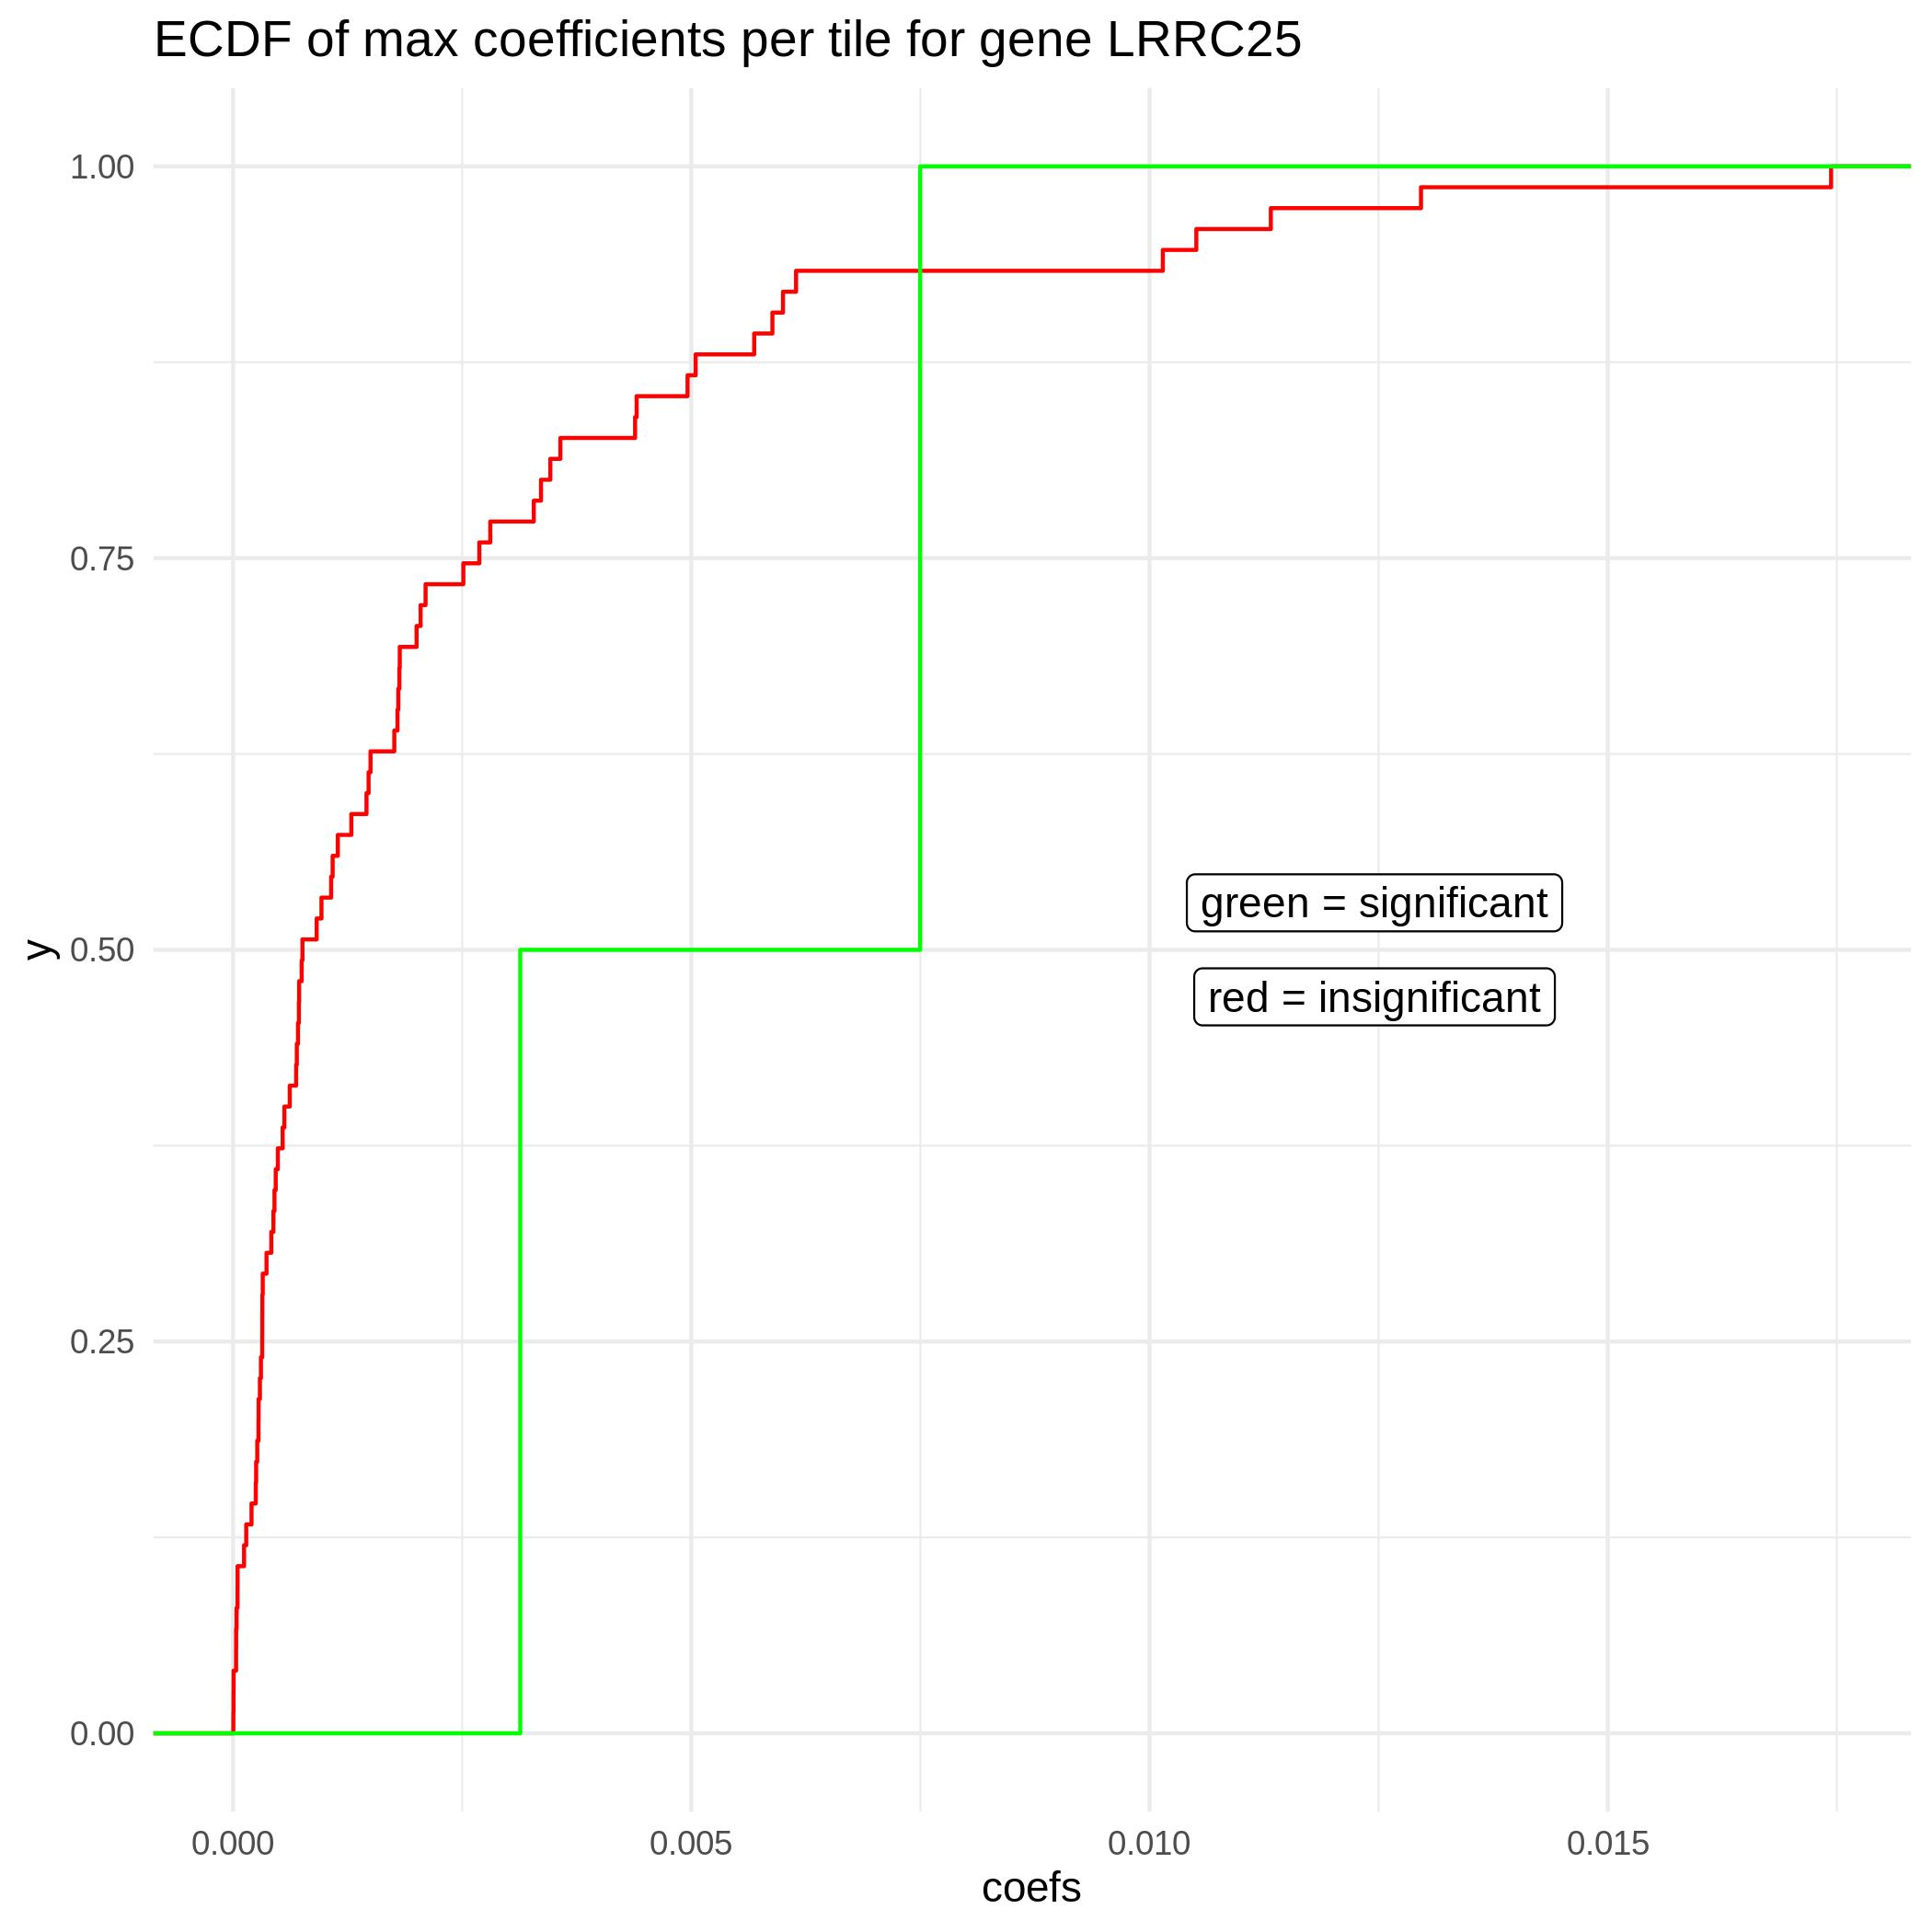 ECDF of max coefficients per tile for gene LRRC25
1.00
0.75
0.50
0.25
0.00
y
green = significant
red = insignificant
0.000
0.005
0.010
0.015
coefs